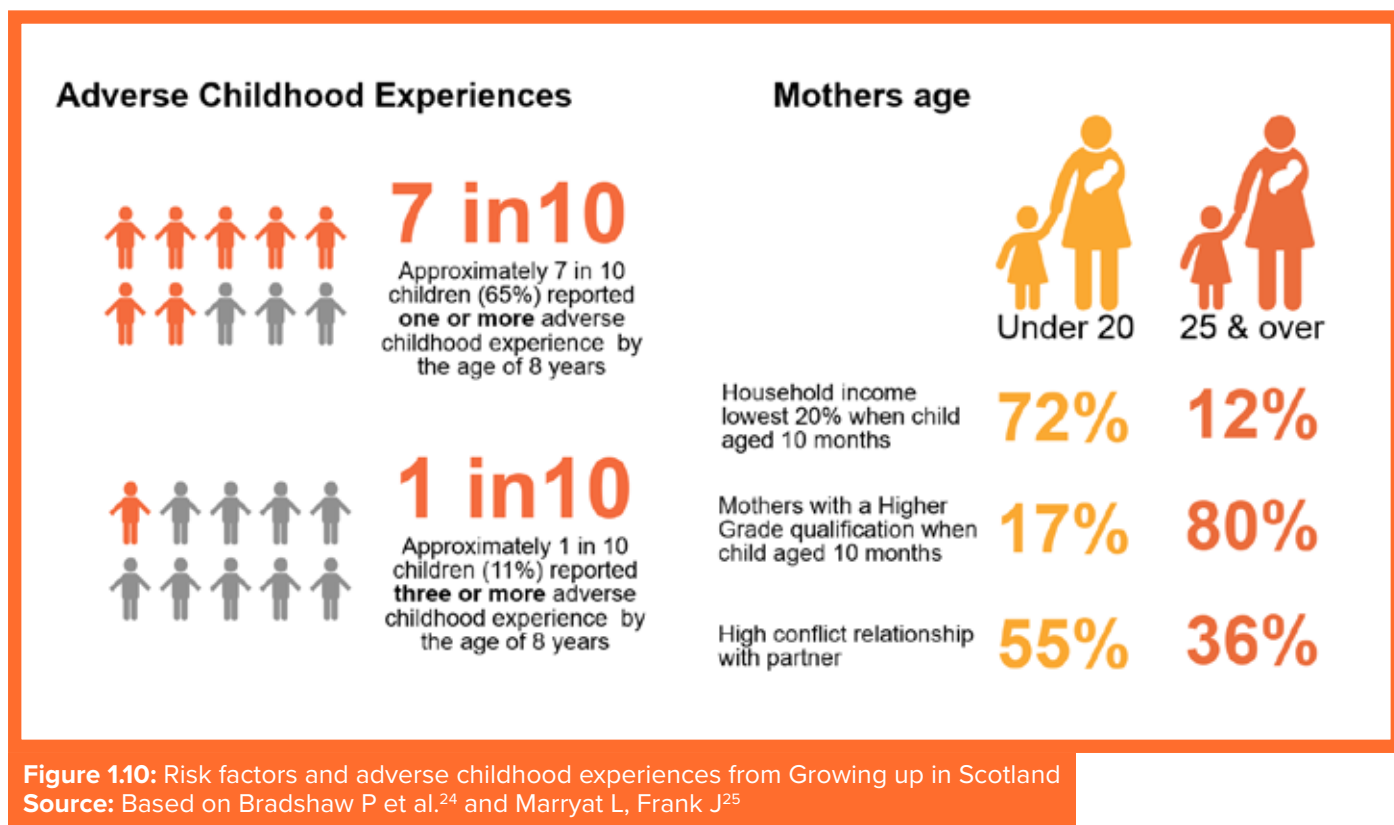 Adverse Childhood Experiences
7 in10
Approximately 7 in 10
children (65%) reported
one or more adverse
childhood experience by
the age of 8 years
1 in10
Approximately 1 in 10
children (11%) reported
three or more adverse
childhood experience by
the age of 8 years
Mothers age
Under 20 25 & over
Household income
lowest 20% when child
aged 10 months
72% 12%
Mothers with a Higher
Grade qualification when
child aged 10 months
17% 80%
High conflict relationship
with partner
55% 36%
Figure 1.10: Risk factors and adverse childhood experiences from Growing up in Scotland
Source: Based on Bradshaw P et al.²⁴ and Marryat L, Frank J²⁵